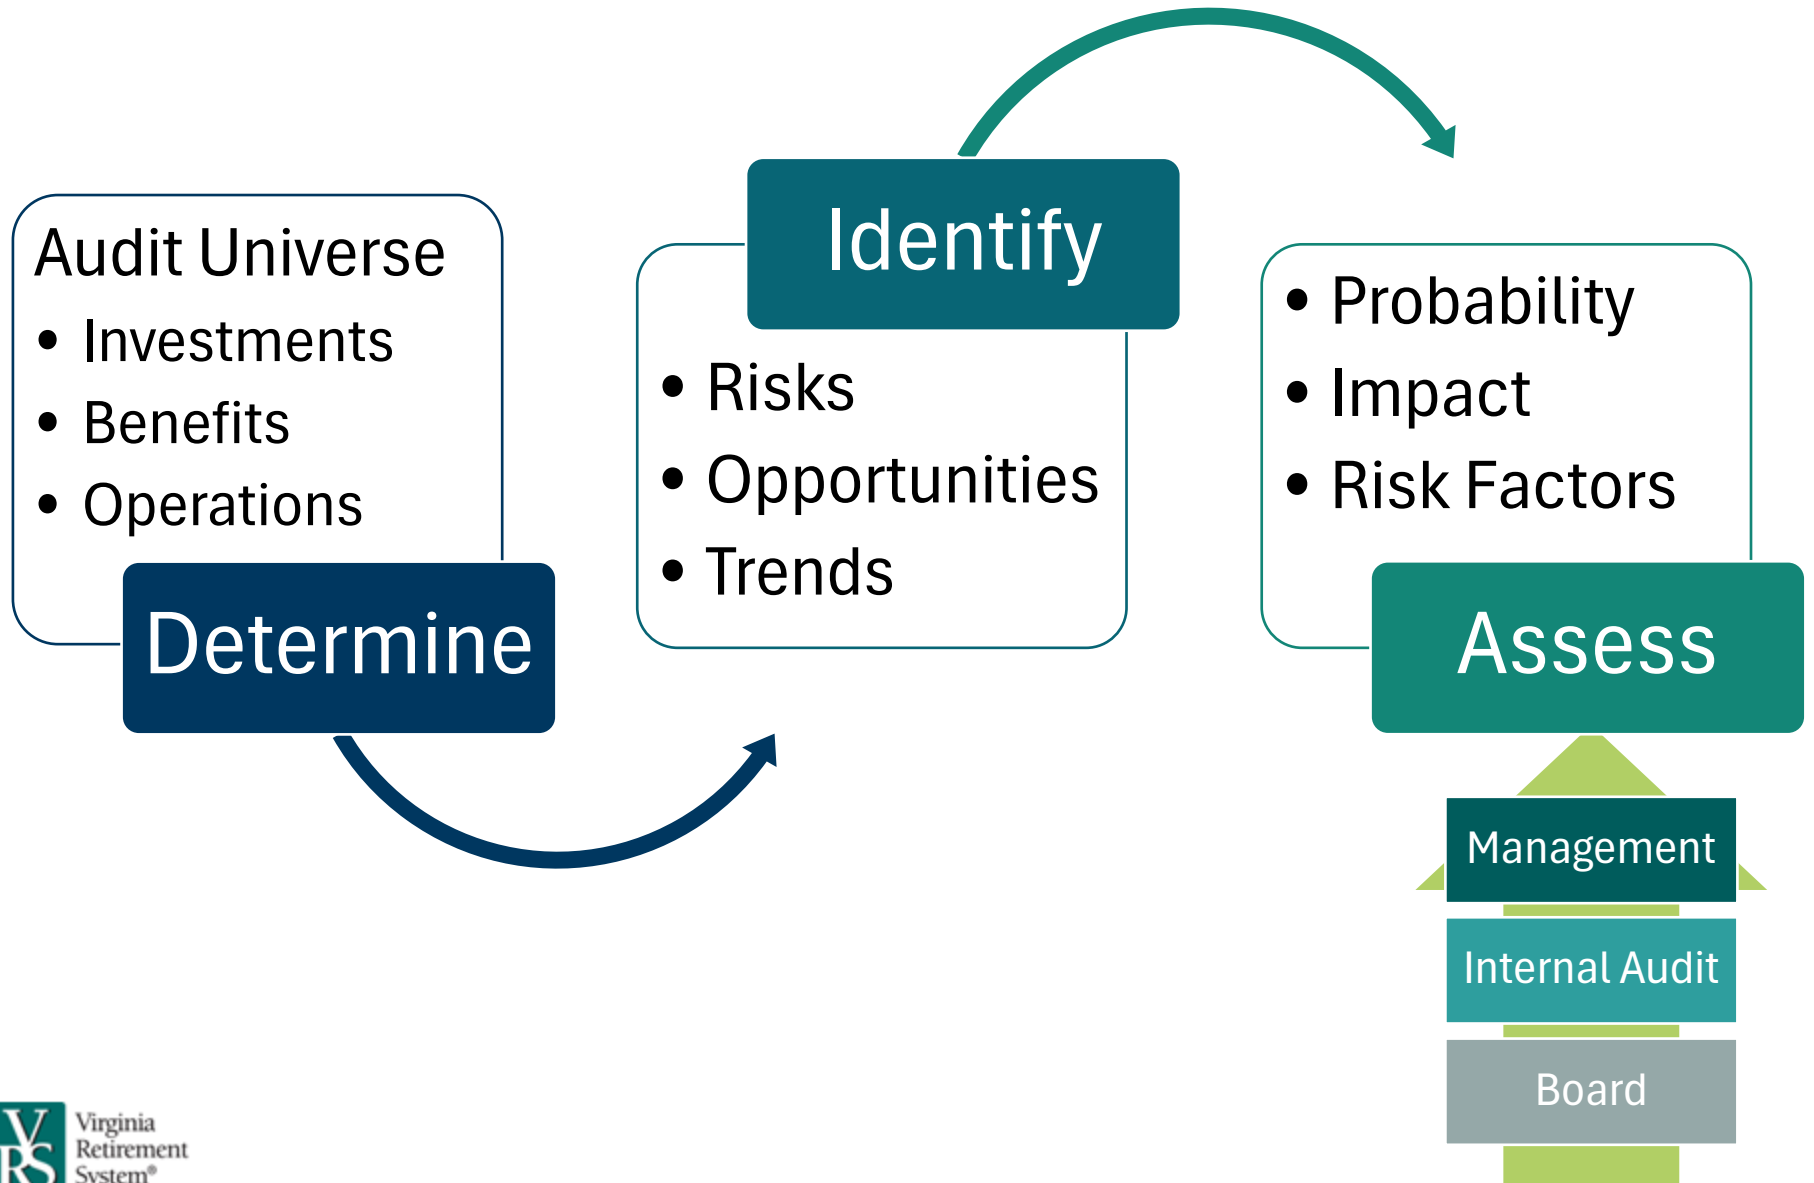 Audit Universe
• Investments
• Benefits
• Operations
Determine
Identify
• Risks
• Opportunities
• Trends
• Probability
• Impact
• Risk Factors
Assess
Management
Internal Audit
Board
VRS
Virginia
Retirement
System®